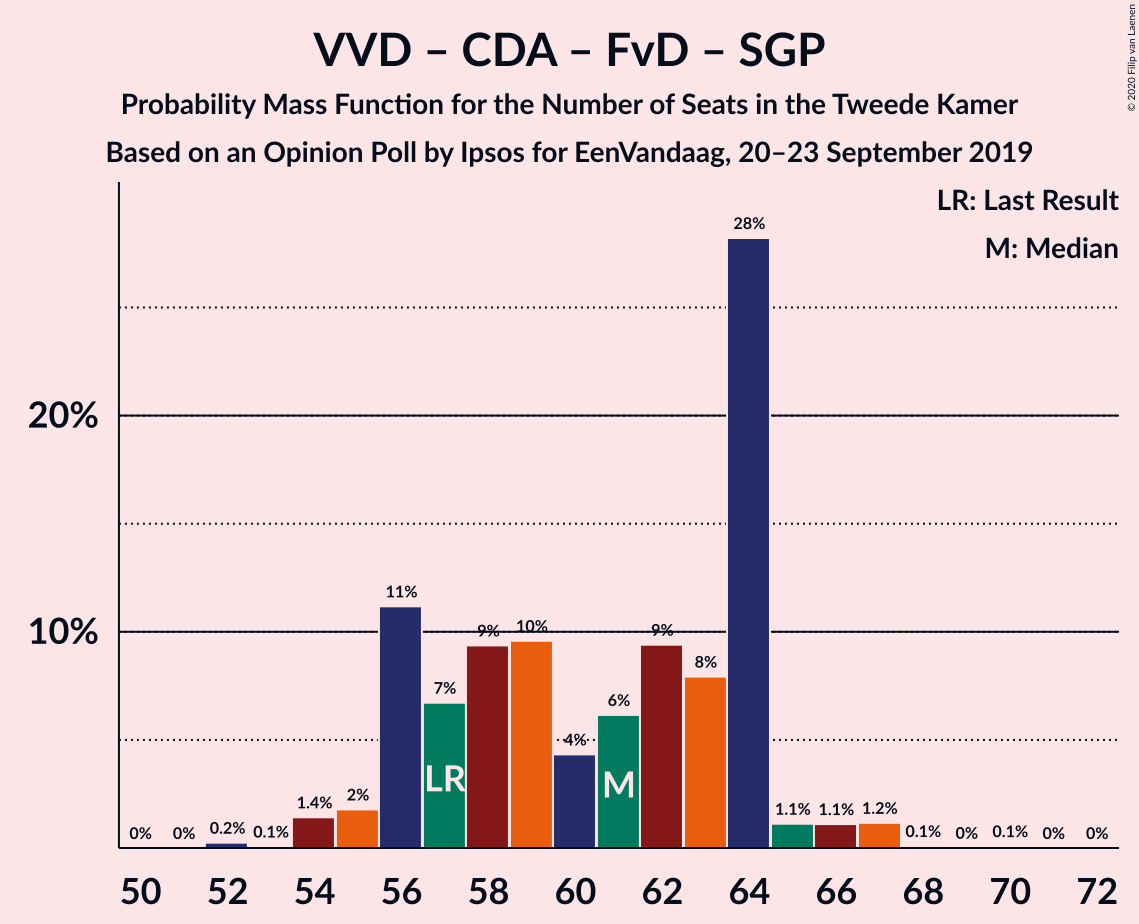 VVD – CDA – FvD – SGP
Probability Mass Function for the Number of Seats in the Tweede Kamer
Based on an Opinion Poll by Ipsos for EenVandaag, 20–23 September 2019
© 2020 Filip van Laenen
LR: Last Result
M: Median
20%
10%
0% 0% 0.2% 0.1% 1.4% 2% 11% 7% 9% 10% 4% 6% 9% 8% 28% 1.1% 1.1% 1.2% 0.1% 0% 0.1% 0% 0%
LR M
50 52 54 56 58 60 62 64 66 68 70 72